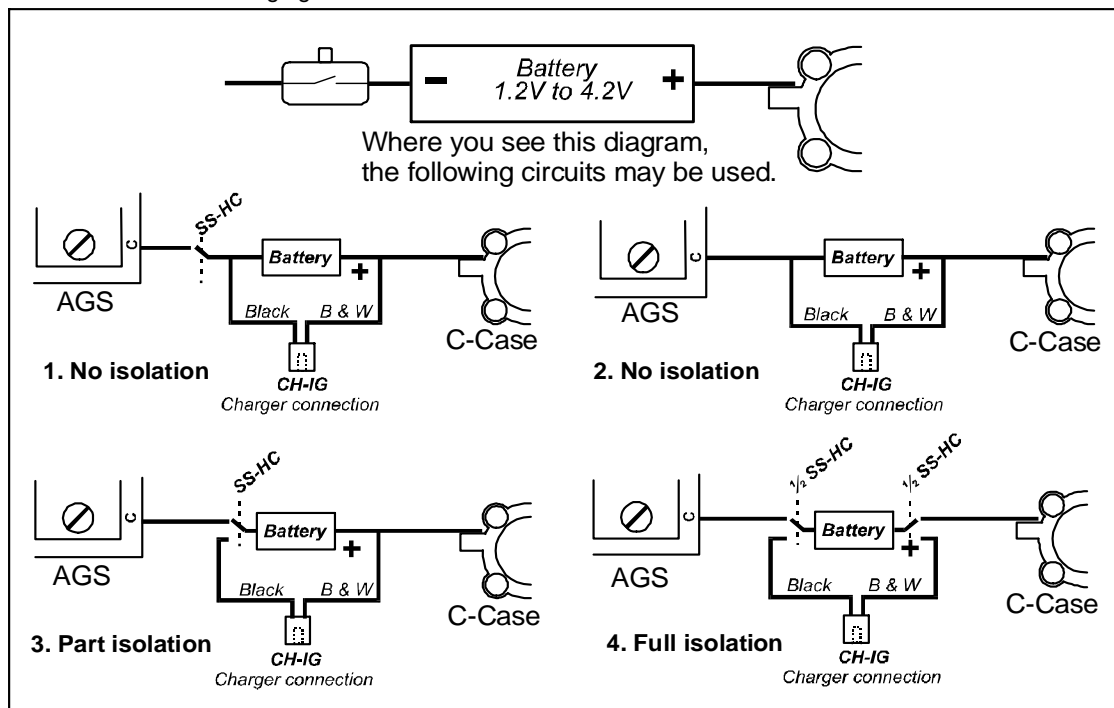 Battery
1.2V to 4.2V
Where you see this diagram,
the following circuits may be used.
SS-HC
C
Battery
AGS
Black B & W
C-Case
1. No isolation
CH-IG
Charger connection
C
Battery
AGS
Black B & W
C-Case
2. No isolation
CH-IG
Charger connection
SS-HC
C
Battery
AGS
Black B & W
C-Case
3. Part isolation
CH-IG
Charger connection
1/2 SS-HC
1/2 SS-HC
C
Battery
AGS
Black B & W
C-Case
4. Full isolation
CH-IG
Charger connection